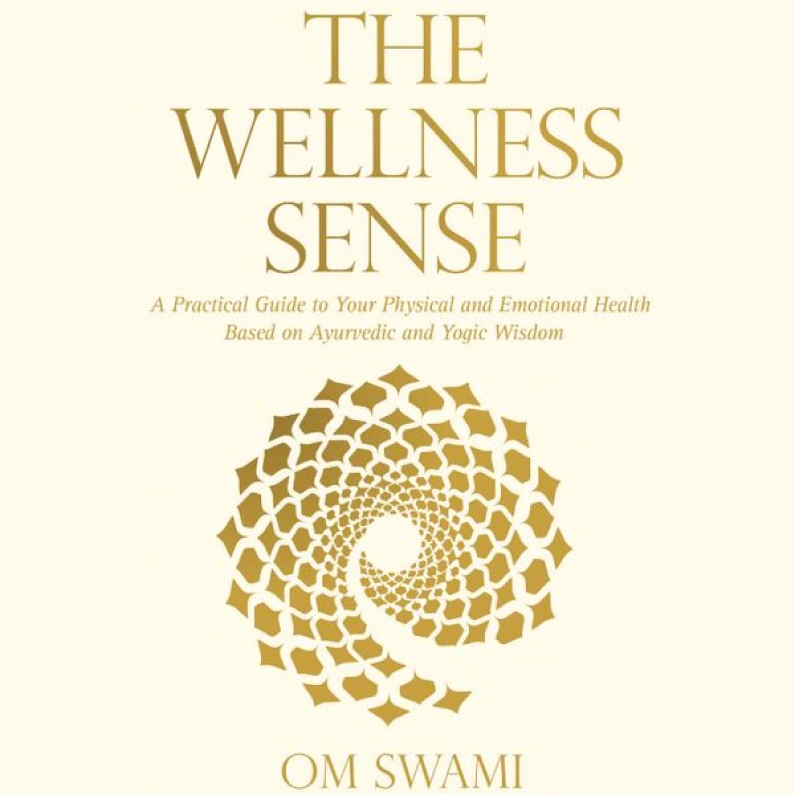 THE
WELLNESS
SENSE
A Practical Guide to Your Physical and Emotional Health
Based on Ayurvedic and Yogic Wisdom
OM SWAMI